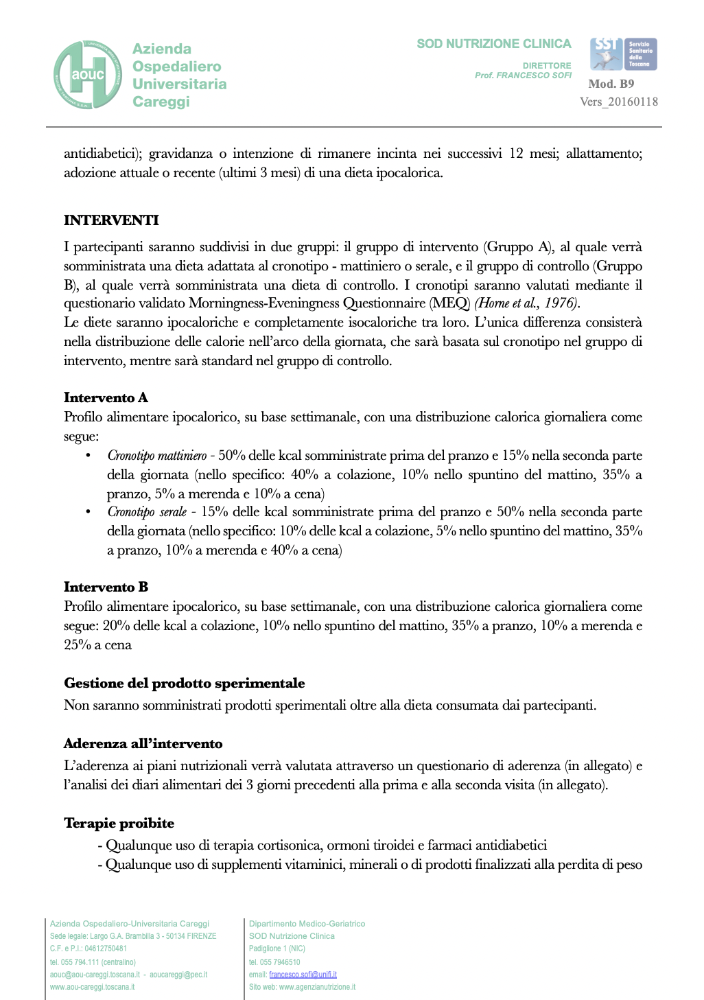 Azienda
Ospedaliero
Universitaria
Careggi
aouc
SOD NUTRIZIONE CLINICA
DIRETTORE
Prof. FRANCESCO SOFI
SST
Servizio
Sanitario
della
Toscana
Mod. B9
Vers_20160118
antidiabetici); gravidanza o intenzione di rimanere incinta nei successivi 12 mesi; allattamento;
adozione attuale o recente (ultimi 3 mesi) di una dieta ipocalorica.
INTERVENTI
I partecipanti saranno suddivisi in due gruppi: il gruppo di intervento (Gruppo A), al quale verrà
somministrata una dieta adattata al cronotipo - mattiniero o serale, e il gruppo di controllo (Gruppo
B), al quale verrà somministrata una dieta di controllo. I cronotipi saranno valutati mediante il
questionario validato Morningness-Eveningness Questionnaire (MEQ) (Horne et al., 1976).
Le diete saranno ipocaloriche e completamente isocaloriche tra loro. L’unica differenza consisterà
nella distribuzione delle calorie nell’arco della giornata, che sarà basata sul cronotipo nel gruppo di
intervento, mentre sarà standard nel gruppo di controllo.
Intervento A
Profilo alimentare ipocalorico, su base settimanale, con una distribuzione calorica giornaliera come
segue:
• Cronotipo mattiniero - 50% delle kcal somministrate prima del pranzo e 15% nella seconda parte
della giornata (nello specifico: 40% a colazione, 10% nello spuntino del mattino, 35% a
pranzo, 5% a merenda e 10% a cena)
• Cronotipo serale - 15% delle kcal somministrate prima del pranzo e 50% nella seconda parte
della giornata (nello specifico: 10% delle kcal a colazione, 5% nello spuntino del mattino, 35%
a pranzo, 10% a merenda e 40% a cena)
Intervento B
Profilo alimentare ipocalorico, su base settimanale, con una distribuzione calorica giornaliera come
segue: 20% delle kcal a colazione, 10% nello spuntino del mattino, 35% a pranzo, 10% a merenda e
25% a cena
Gestione del prodotto sperimentale
Non saranno somministrati prodotti sperimentali oltre alla dieta consumata dai partecipanti.
Aderenza all’intervento
L’aderenza ai piani nutrizionali verrà valutata attraverso un questionario di aderenza (in allegato) e
l’analisi dei diari alimentari dei 3 giorni precedenti alla prima e alla seconda visita (in allegato).
Terapie proibite
- Qualunque uso di terapia cortisonica, ormoni tiroidei e farmaci antidiabetici
- Qualunque uso di supplementi vitaminici, minerali o di prodotti finalizzati alla perdita di peso
Azienda Ospedaliero-Universitaria Careggi
Sede legale: Largo G.A. Brambilla 3 - 50134 FIRENZE
C.F. e P.I.: 04612750481
tel. 055 794.111 (centralino)
aouc@aou-careggi.toscana.it - aoucareggi@pec.it
www.aou-careggi.toscana.it
Dipartimento Medico-Geriatrico
SOD Nutrizione Clinica
Padiglione 1 (NIC)
tel. 055 7946510
email: francesco.sofi@unifi.it
Sito web: www.agenzianutrizione.it